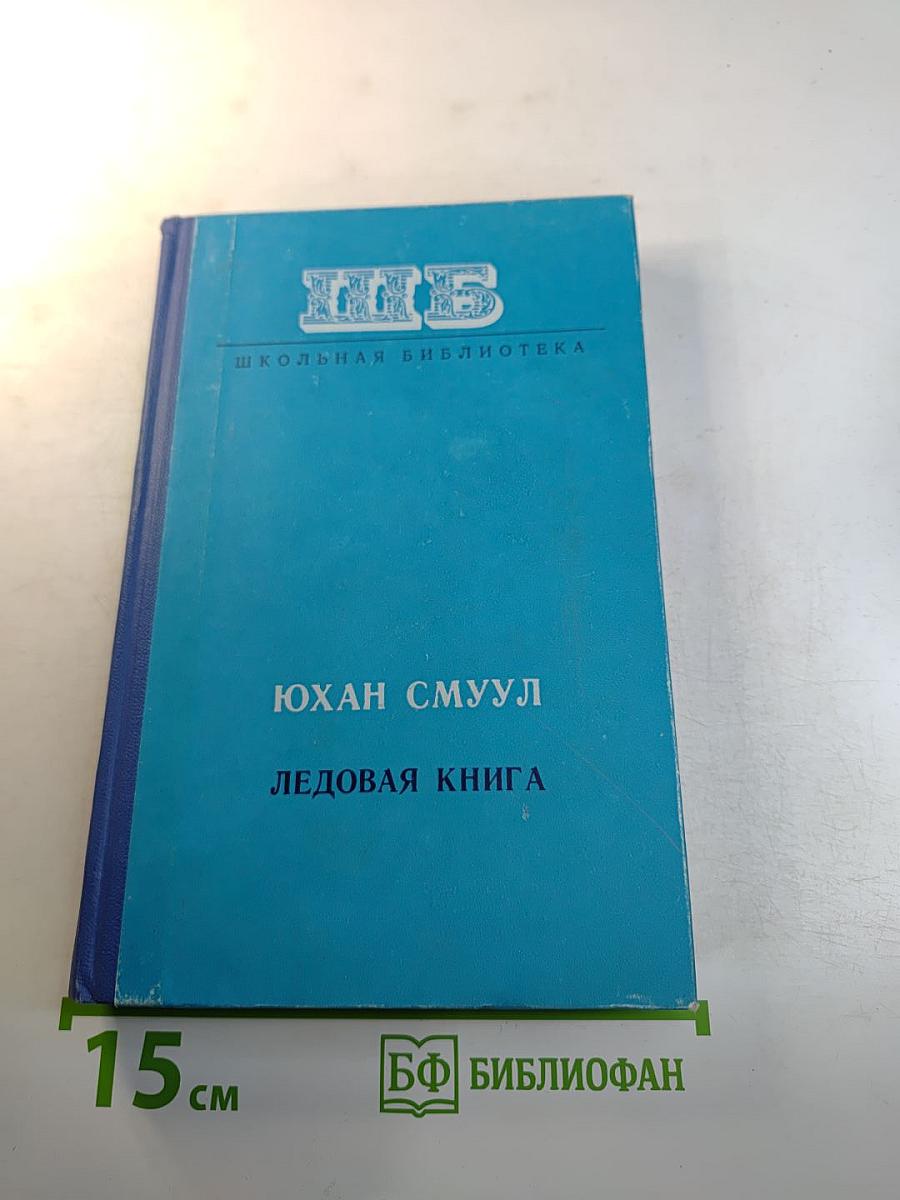 ШБ
ШКОЛЬНАЯ БИБЛИОТЕКА
ЮХАН СМУУЛ
ЛЕДОВАЯ КНИГА
15 см
БФ БИБЛИОФАН